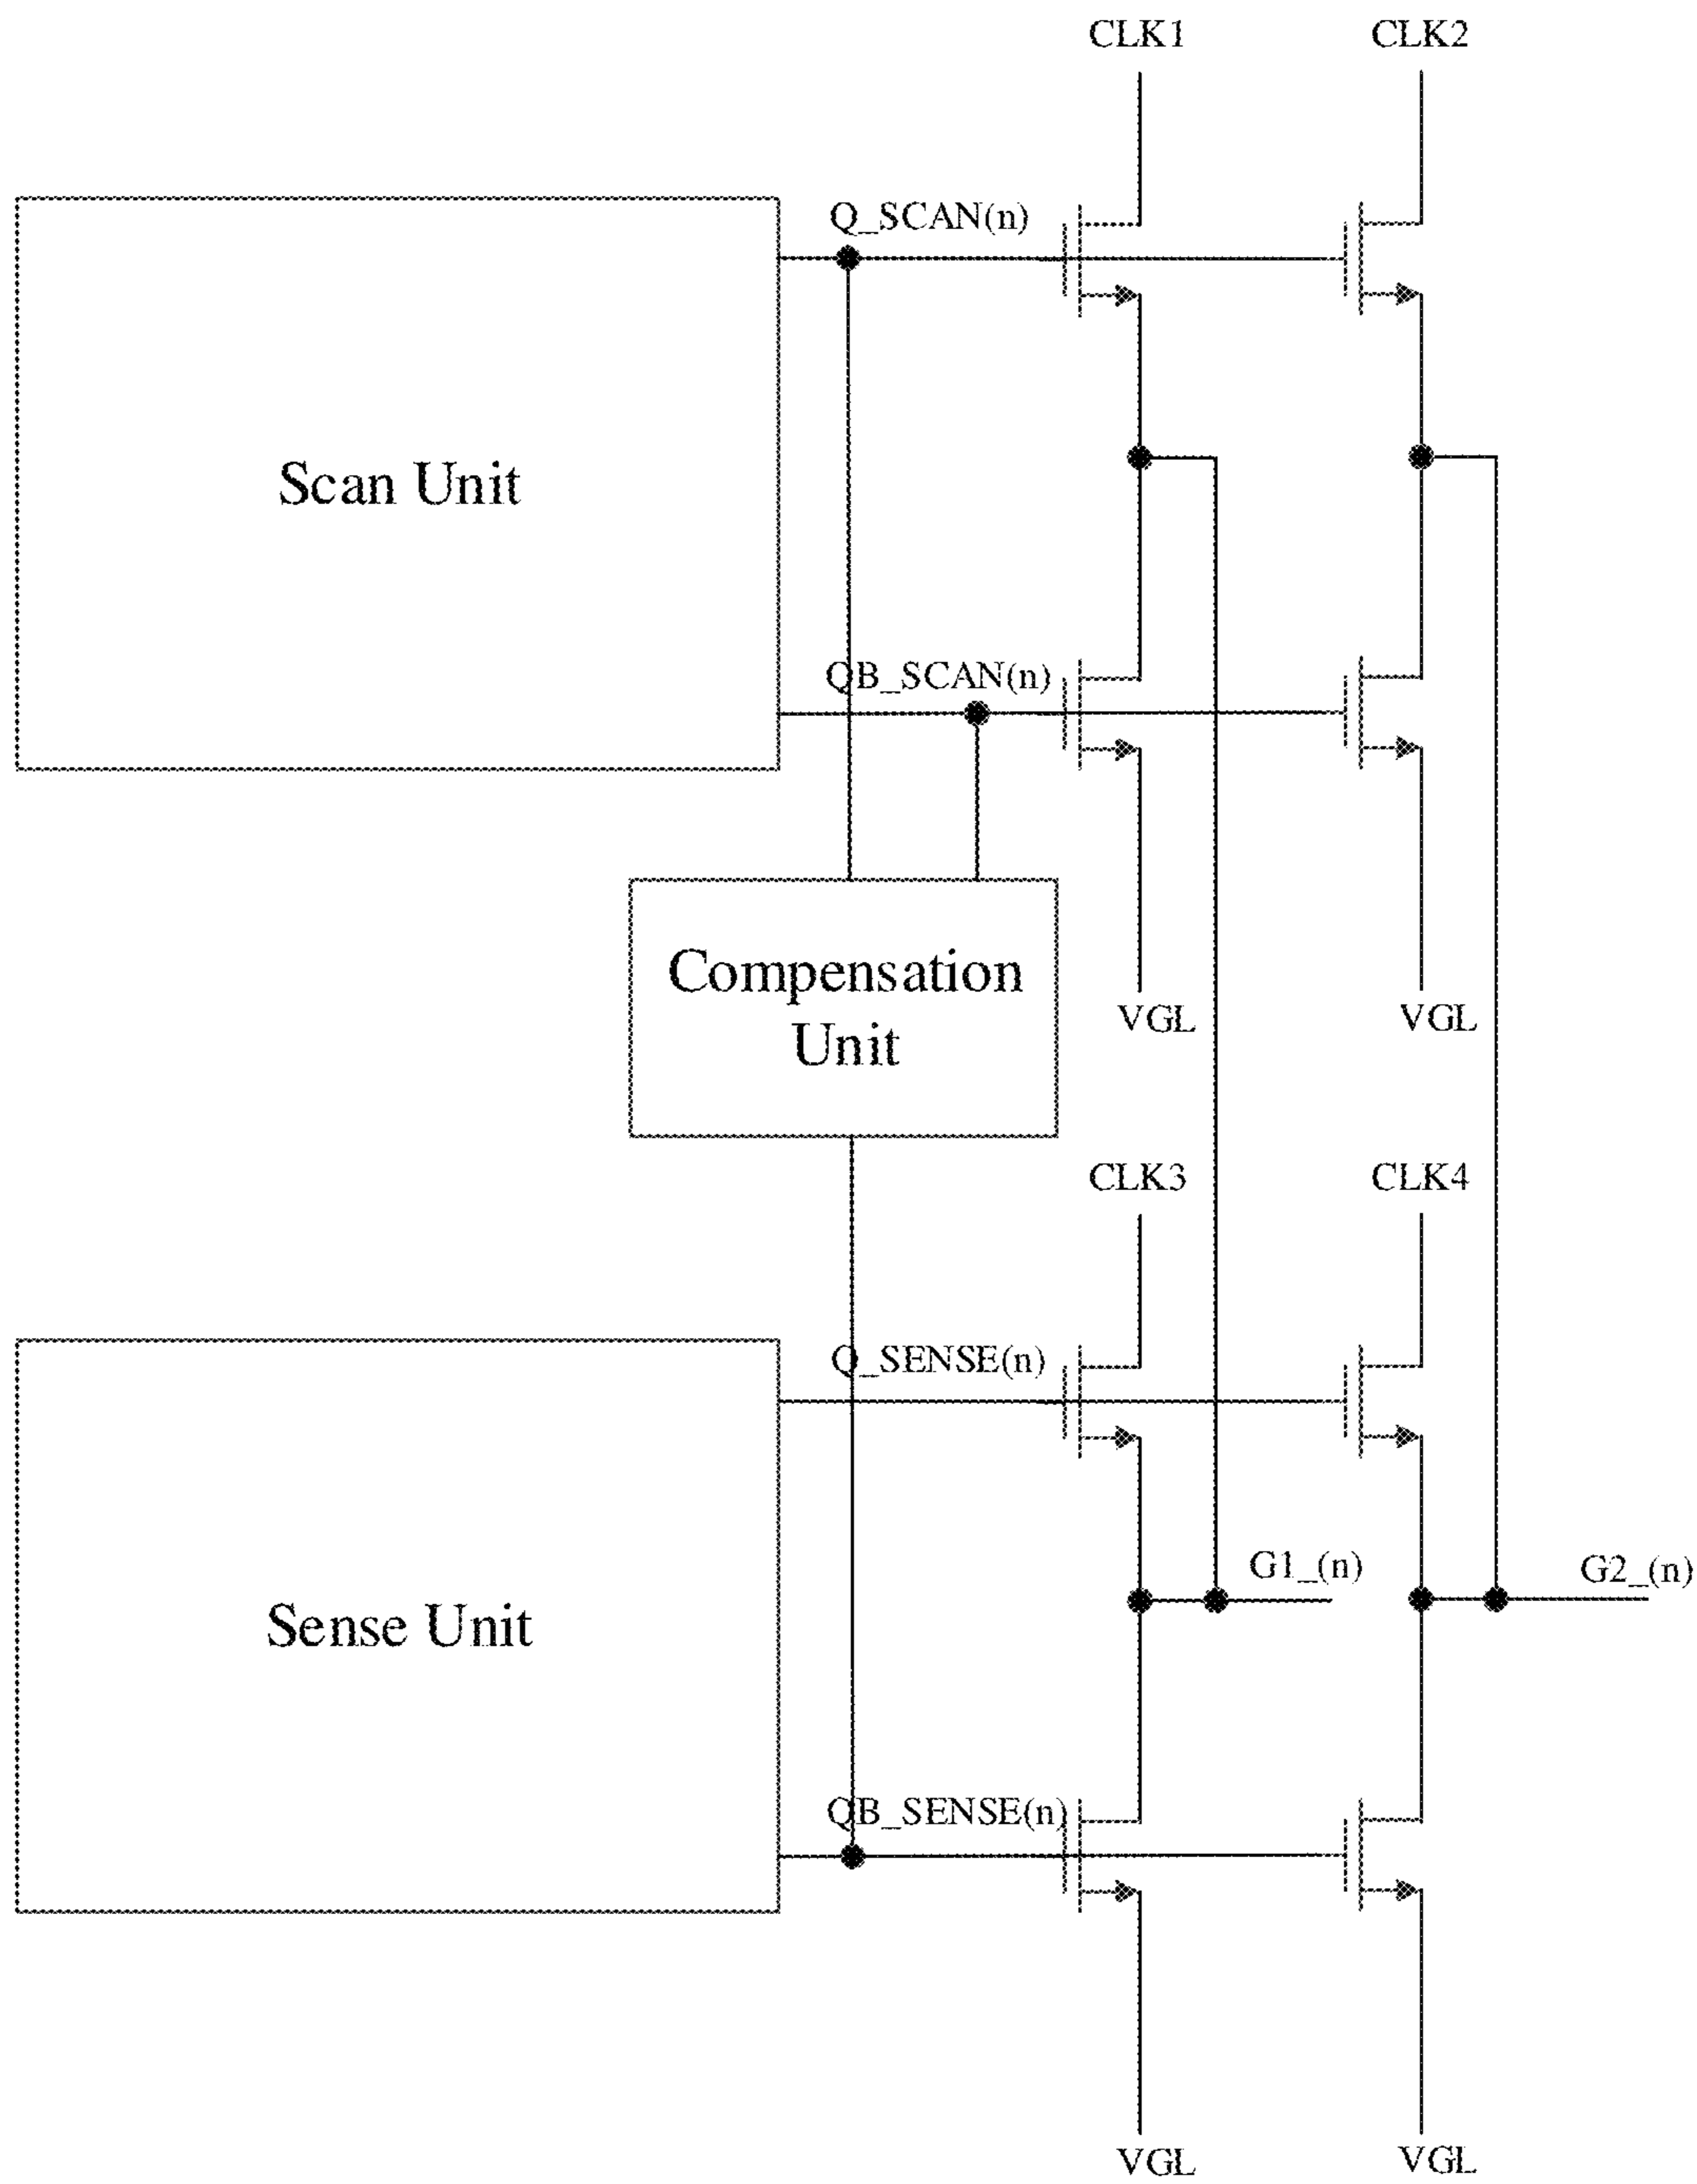 CLK1
CLK2
Q_SCAN(n)
Scan Unit
QB_SCAN(n)
Compensation
Unit
VGL
VGL
CLK3
CLK4
Q_SENSE(n)
G1_(n)
G2_(n)
Sense Unit
QB_SENSE(n)
VGL
VGL